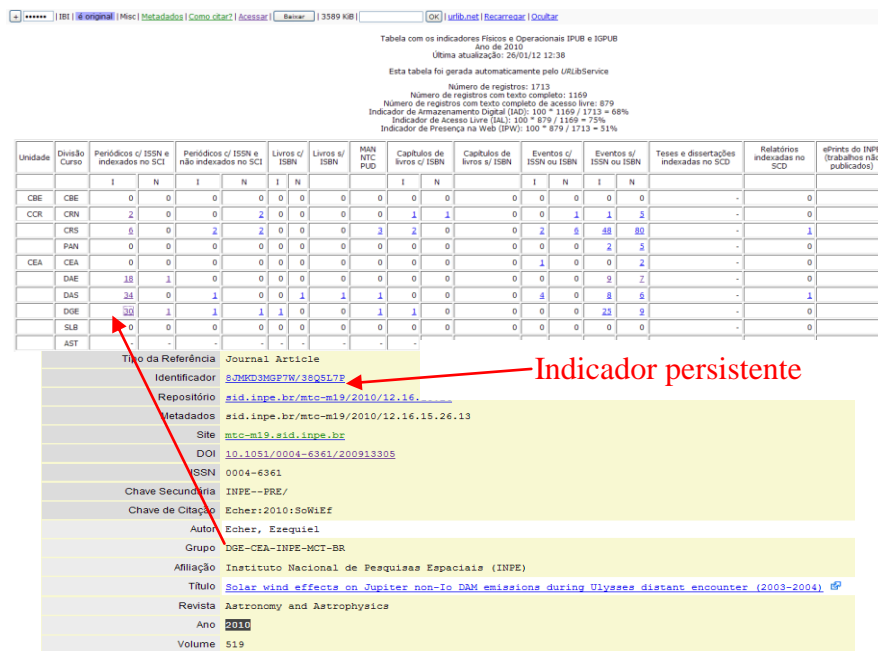 + •••••• | IBI | é original | Misc | Metadados | Como citar? | Acessar | Baixar | 3589 KiB | OK | urlib.net | Recarregar | Ocultar
Tabela com os indicadores Físicos e Operacionais IPUB e IGPUB
Ano de 2010
Última atualização: 26/01/12 12:38
Esta tabela foi gerada automaticamente pelo URLibService
Número de registros: 1713
Número de registros com texto completo: 1169
Número de registros com texto completo de acesso livre: 879
Indicador de Armazenamento Digital (IAD): 100 * 1169 / 1713 = 68%
Indicador de Acesso Livre (IAL): 100 * 879 / 1169 = 75%
Indicador de Presença na Web (IPW): 100 * 879 / 1713 = 51%
Unidade | Divisão Curso | Periódicos c/ ISSN e indexados no SCI | Periódicos c/ ISSN e não indexados no SCI | Livros c/ ISBN | Livros s/ ISBN | MAN NTC PUD | Capítulos de livros c/ ISBN | Capítulos de livros s/ ISBN | Eventos c/ ISSN ou ISBN | Eventos s/ ISSN ou ISBN | Teses e dissertações indexadas no SCD | Relatórios indexadas no SCD | ePrints do INPE (trabalhos não publicados)
I N I N I N I N I N I N
CBE CBE 0 0 0 0 0 0 0 0 0 0 0 0 0 0 0 - 0
CCR CRN 2 0 0 2 0 0 0 0 1 1 0 0 1 1 5 - 0
CRS 6 0 2 2 0 0 0 3 2 0 0 2 6 48 80 - 1
PAN 0 0 0 0 0 0 0 0 0 0 0 0 0 2 5 - 0
CEA CEA 0 0 0 0 0 0 0 0 0 0 0 1 0 0 2 - 0
DAE 18 1 0 0 0 0 0 0 0 0 0 0 0 9 7 - 0
DAS 34 0 1 0 0 1 1 1 0 0 0 4 0 8 6 - 1
DGE 30 1 1 1 1 0 0 1 1 0 0 0 0 25 9 - 0
SLB 0 0 0 0 0 0 0 0 0 0 0 0 0 0 0 - 0
AST - - - -
Tipo da Referência Journal Article
Indicador persistente
Identificador 8JMKD3MGP7W/38Q5L7P
Repositório sid.inpe.br/mtc-m19/2010/12.16.
Metadados sid.inpe.br/mtc-m19/2010/12.16.15.26.13
Site mtc-m19.sid.inpe.br
DOI 10.1051/0004-6361/200913305
ISSN 0004-6361
Chave Secundária INPE--PRE/
Chave de Citação Echer:2010:SoWiEf
Autor Echer, Ezequiel
Grupo DGE-CEA-INPE-MCT-BR
Afiliação Instituto Nacional de Pesquisas Espaciais (INPE)
Título Solar wind effects on Jupiter non-Io DAM emissions during Ulysses distant encounter (2003-2004)
Revista Astronomy and Astrophysics
Ano 2010
Volume 519